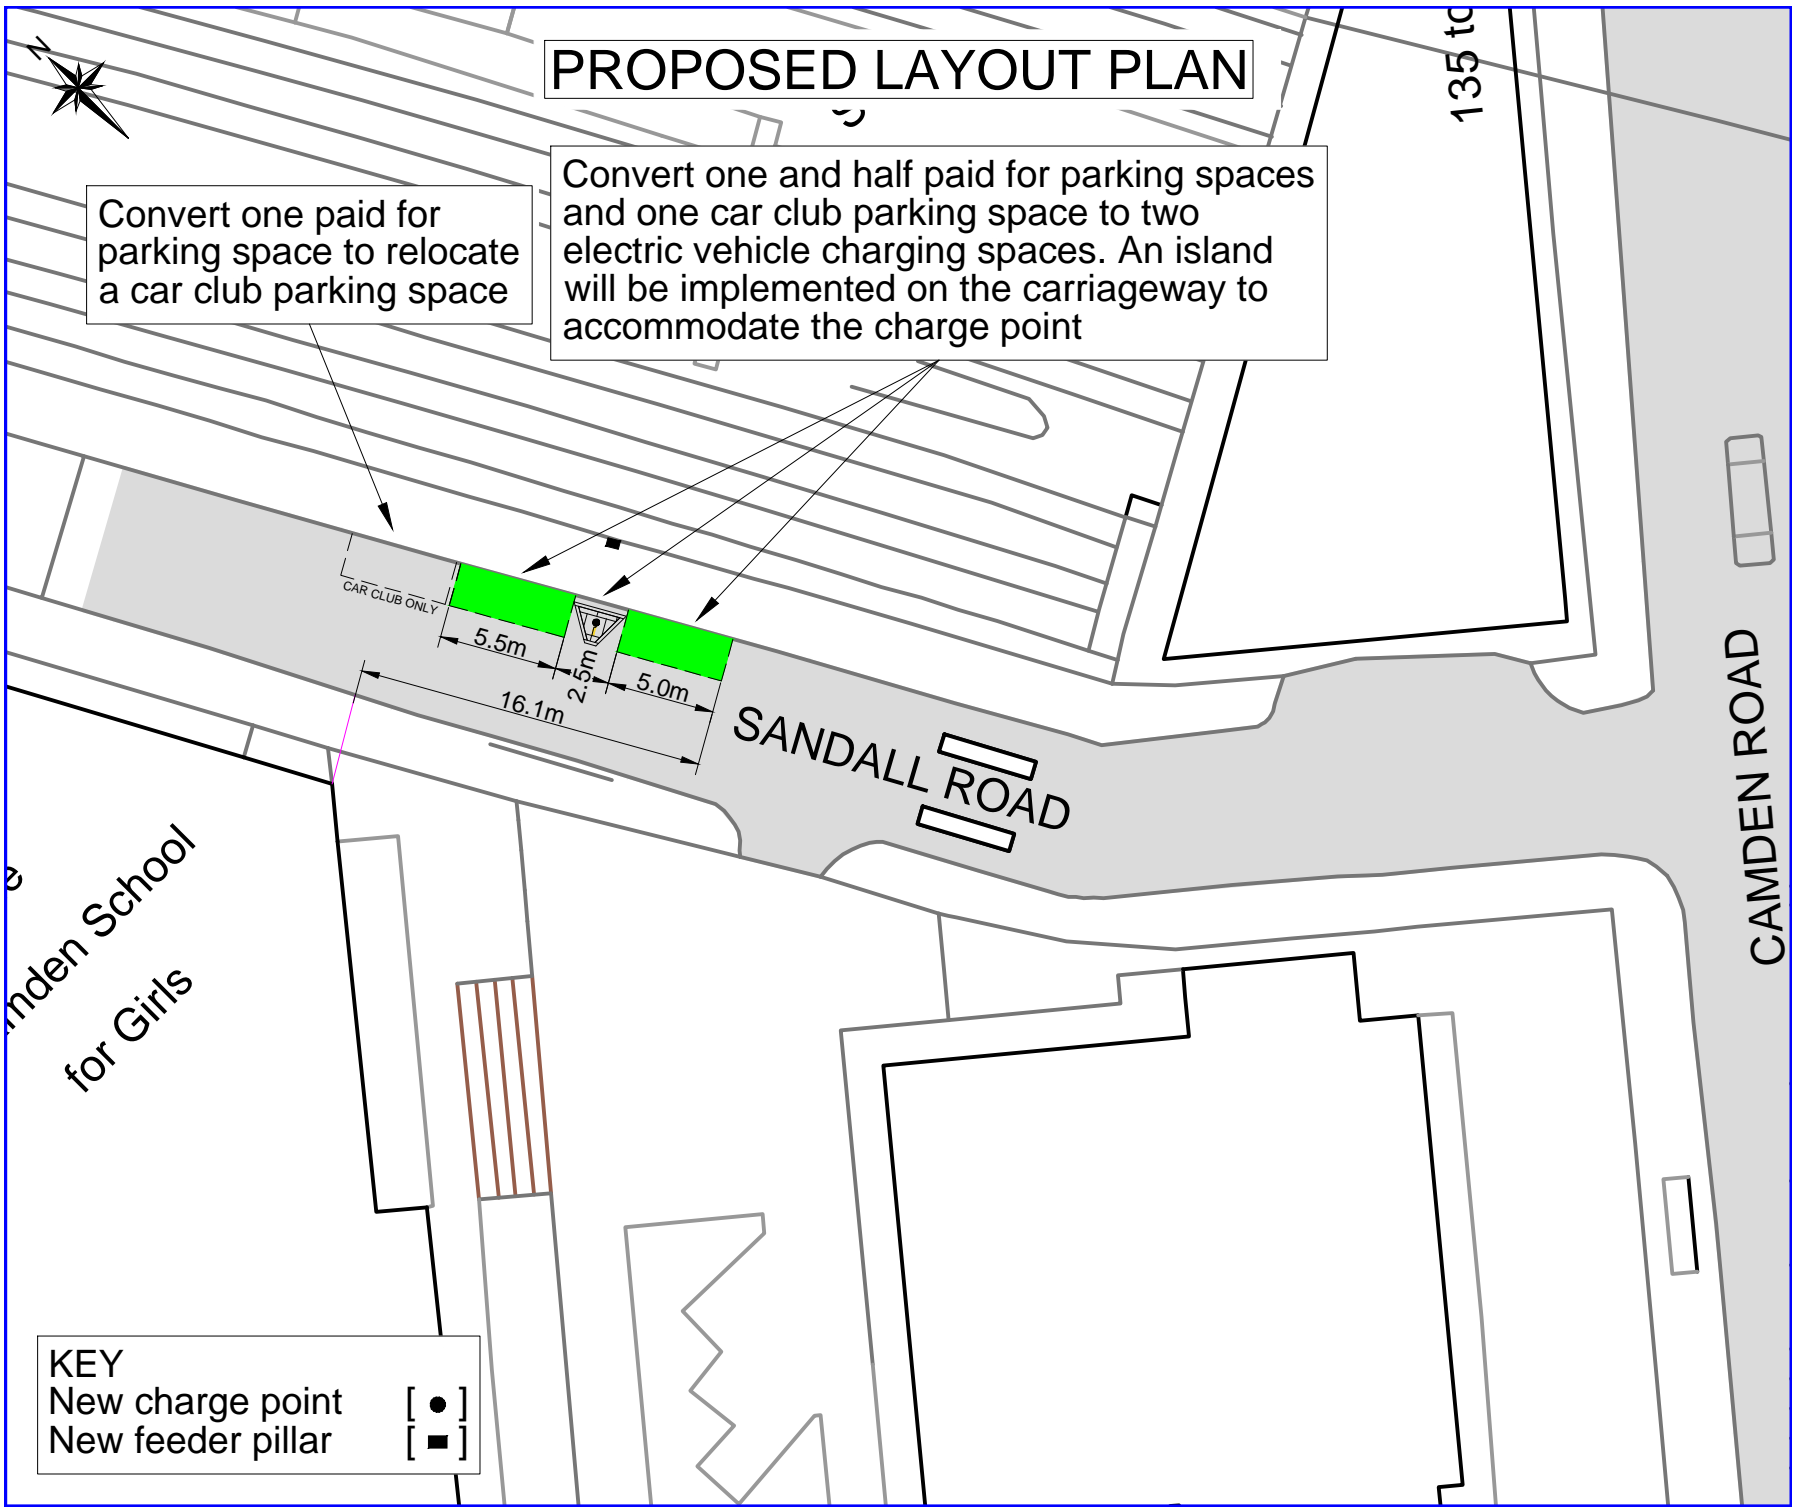 N
PROPOSED LAYOUT PLAN
135 to
Convert one paid for
parking space to relocate
a car club parking space
Convert one and half paid for parking spaces
and one car club parking space to two
electric vehicle charging spaces. An island
will be implemented on the carriageway to
accommodate the charge point
CAR CLUB ONLY
5.5m
2.5m
5.0m
16.1m
SANDALL ROAD
CAMDEN ROAD
mden School
for Girls
KEY
New charge point [ ● ]
New feeder pillar [ ■ ]